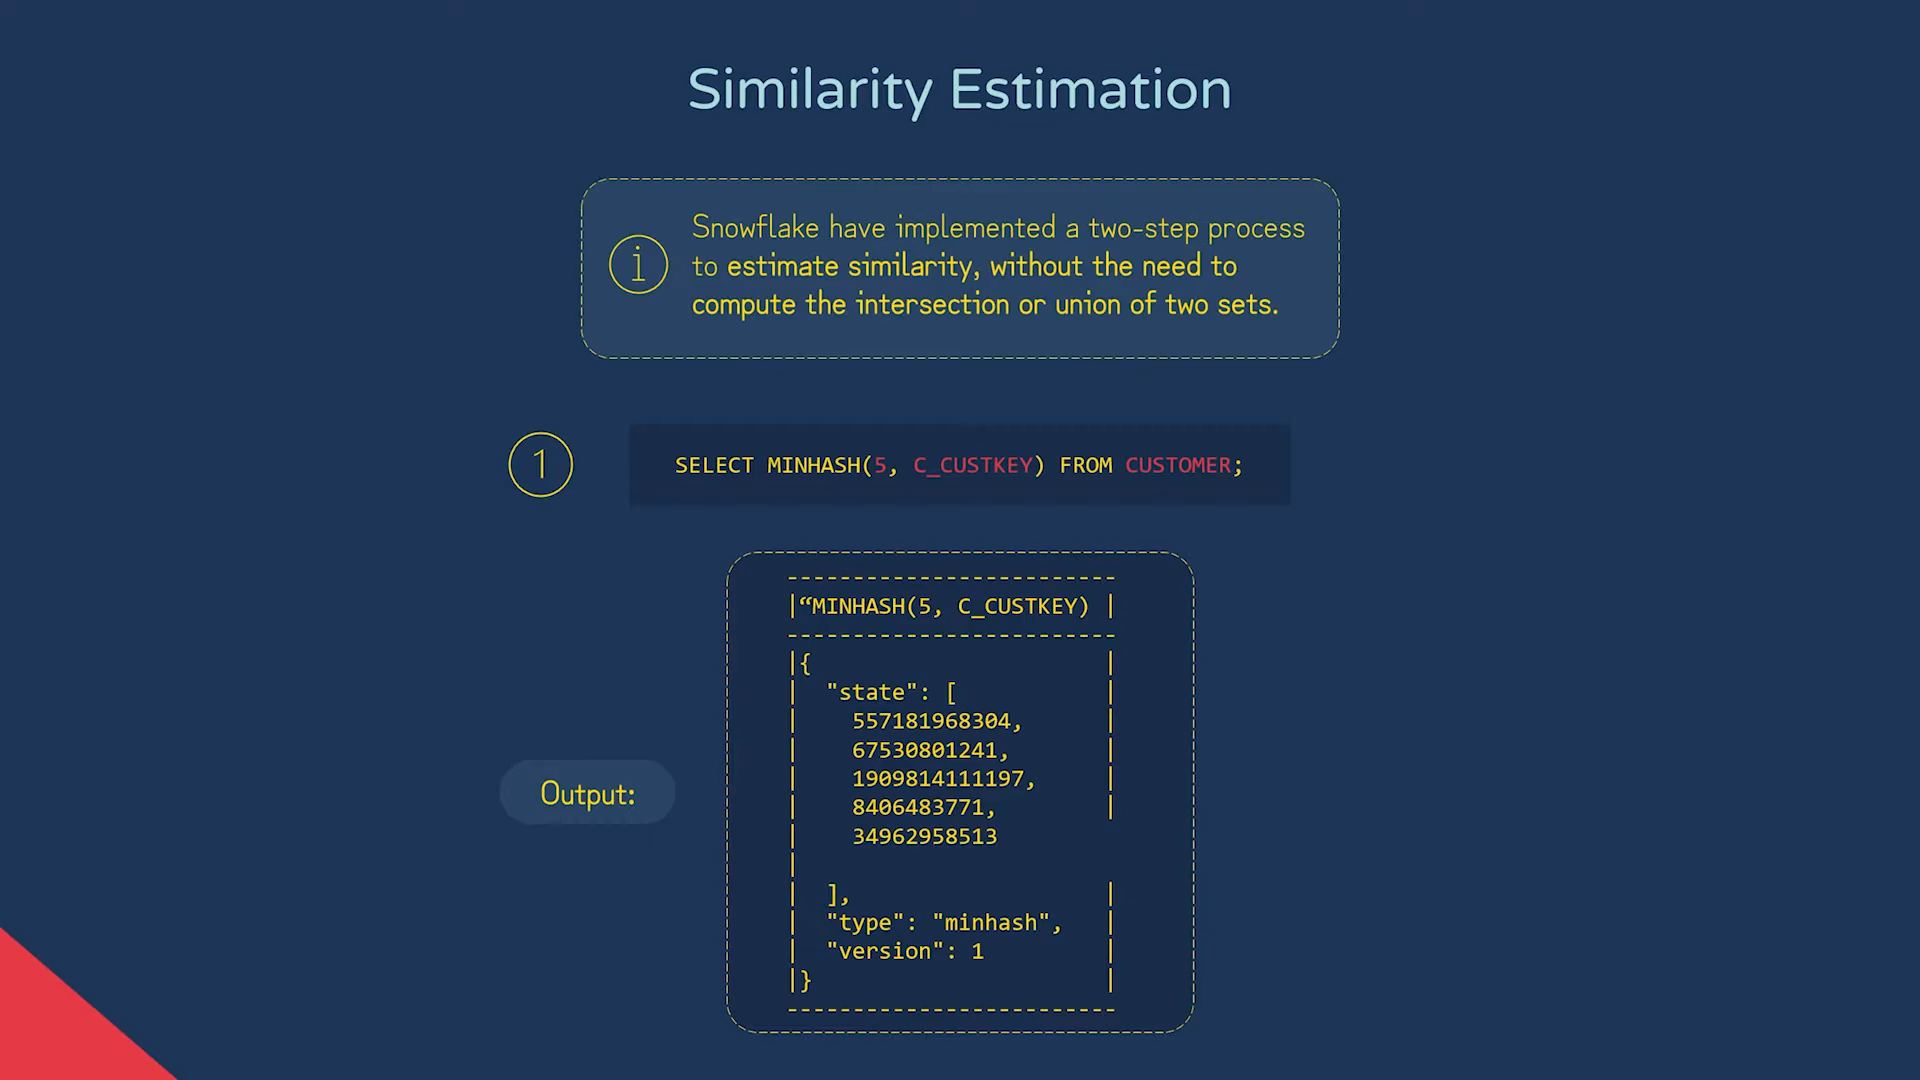 Similarity Estimation
i
Snowflake have implemented a two-step process
to estimate similarity, without the need to
compute the intersection or union of two sets.
1
SELECT MINHASH(5, C_CUSTKEY) FROM CUSTOMER;
Output:
-------------------------
|“MINHASH(5, C_CUSTKEY) |
-------------------------
|{                      |
|  "state": [           |
|    557181968304,      |
|    67530801241,       |
|    1909814111197,     |
|    8406483771,        |
|    34962958513
|
|  ],                   |
|  "type": "minhash",   |
|  "version": 1         |
|}                      |
-------------------------